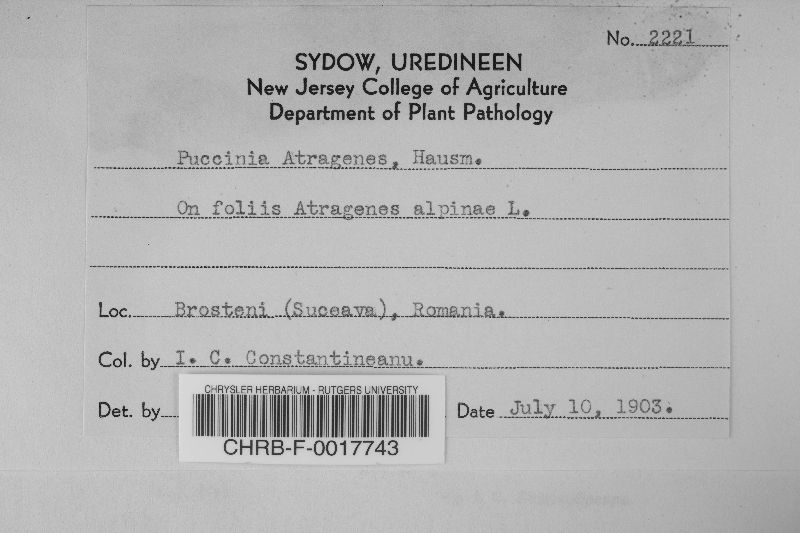 No. 2221
SYDOW, UREDINEEN
New Jersey College of Agriculture
Department of Plant Pathology
Puccinia Atragenes, Hausm.
On foliis Atragenes alpinae L.
Loc. Brosteni (Suceava), Romania.
Col. by I. C. Constantineanu.
Det. by
Date July 10, 1903.
CHRYSLER HERBARIUM - RUTGERS UNIVERSITY
CHRB-F-0017743